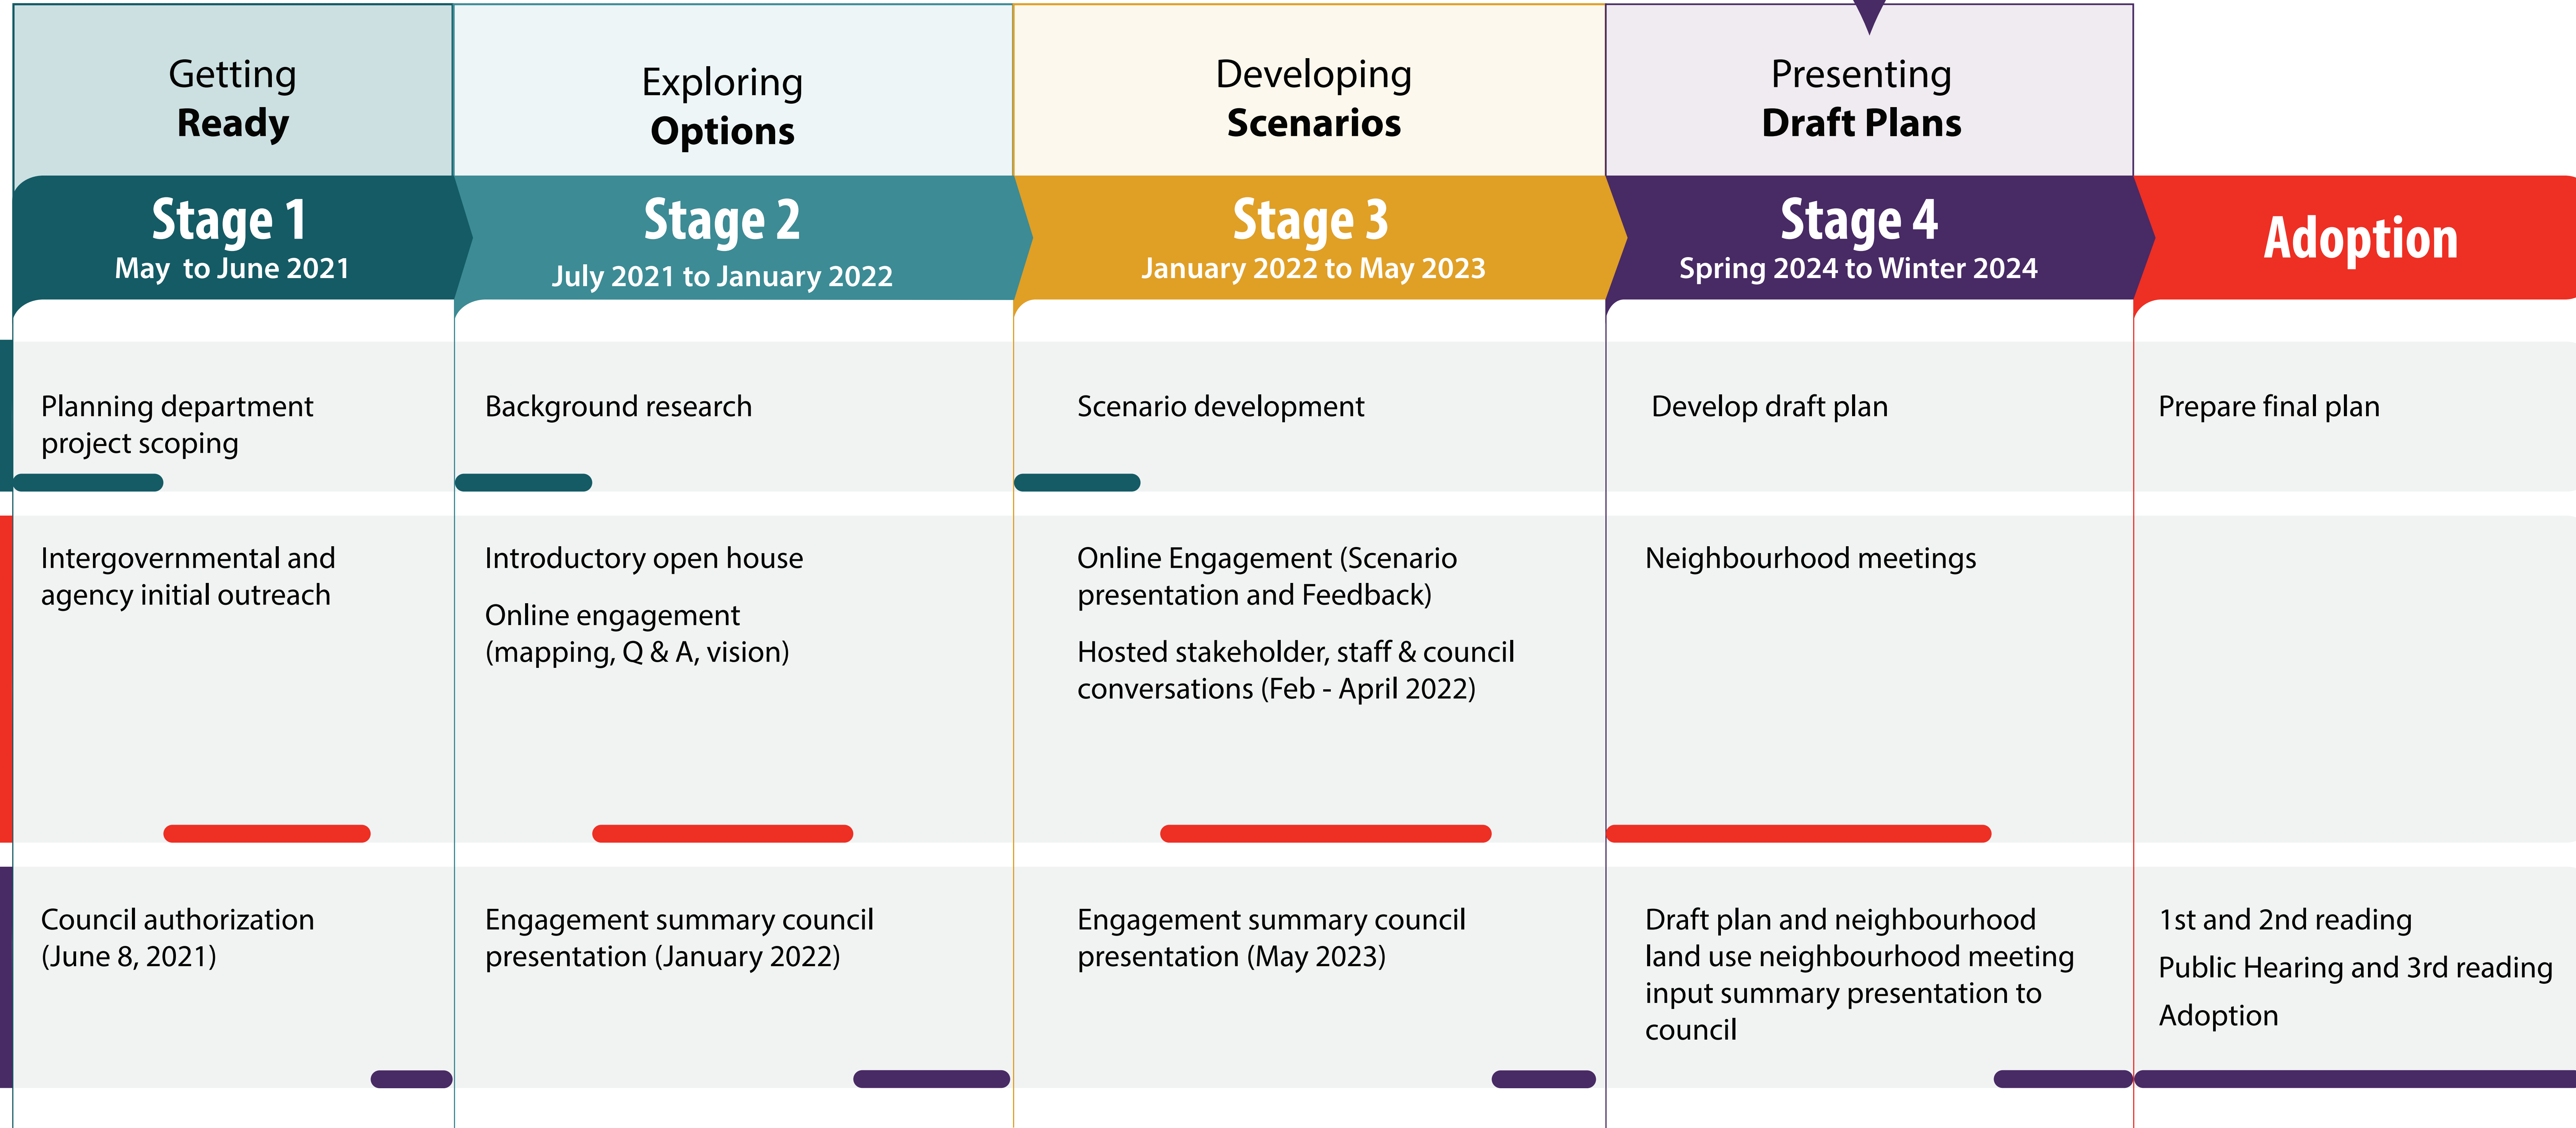 Getting
Ready
Exploring
Options
Developing
Scenarios
Presenting
Draft Plans
Stage 1
May to June 2021
Stage 2
July 2021 to January 2022
Stage 3
January 2022 to May 2023
Stage 4
Spring 2024 to Winter 2024
Adoption
Planning department
project scoping
Background research
Scenario development
Develop draft plan
Prepare final plan
Intergovernmental and
agency initial outreach
Introductory open house
Online engagement
(mapping, Q & A, vision)
Online Engagement (Scenario
presentation and Feedback)
Hosted stakeholder, staff & council
conversations (Feb - April 2022)
Neighbourhood meetings
Council authorization
(June 8, 2021)
Engagement summary council
presentation (January 2022)
Engagement summary council
presentation (May 2023)
Draft plan and neighbourhood
land use neighbourhood meeting
input summary presentation to
council
1st and 2nd reading
Public Hearing and 3rd reading
Adoption